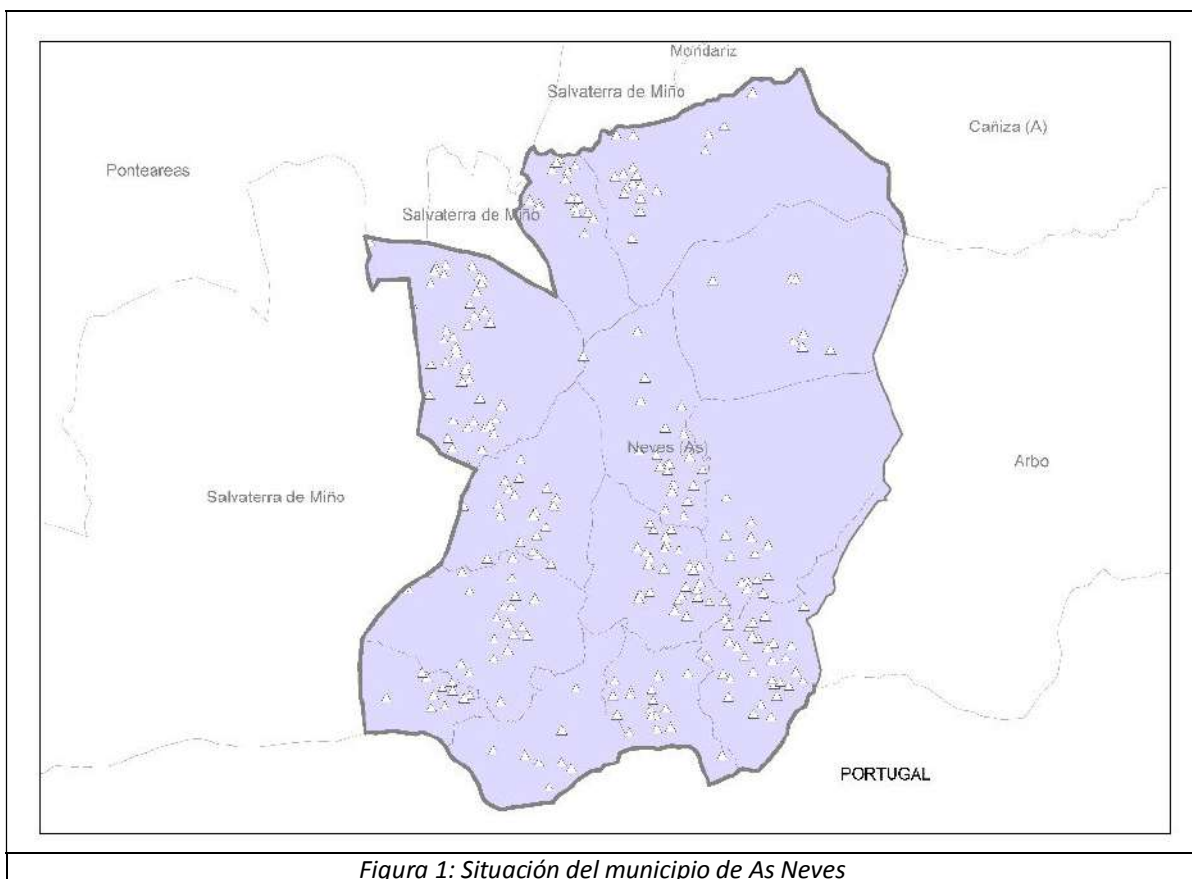 Mondariz
Salvaterra de Miño
Cañiza (A)
Ponteareas
Salvaterra de Miño
Neves (As)
Arbo
Salvaterra de Miño
PORTUGAL
Figura 1: Situación del municipio de As Neves